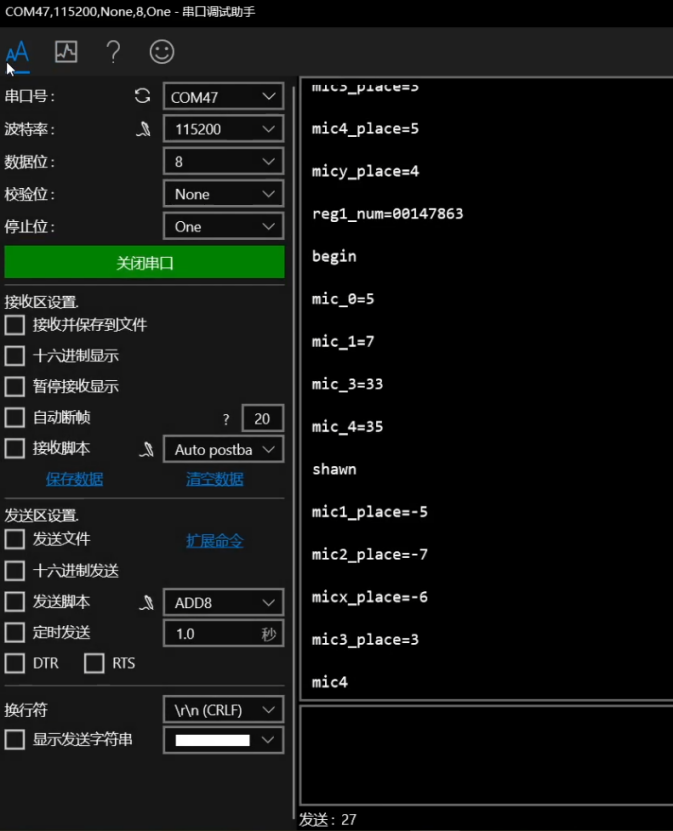 COM47,115200,None,8,One - 串口调试助手
AA
串口号:
COM47
波特率:
115200
数据位:
8
校验位:
None
停止位:
One
关闭串口
接收区设置.
接收并保存到文件
十六进制显示
暂停接收显示
自动断帧
?
20
接收脚本
Auto postba
保存数据
清空数据
发送区设置.
发送文件
扩展命令
十六进制发送
发送脚本
ADD8
定时发送
1.0
秒
DTR
RTS
换行符
\r\n (CRLF)
显示发送字符串
mic3_place=3
mic4_place=5
micy_place=4
reg1_num=00147863
begin
mic_0=5
mic_1=7
mic_3=33
mic_4=35
shawn
mic1_place=-5
mic2_place=-7
micx_place=-6
mic3_place=3
mic4
发送: 27